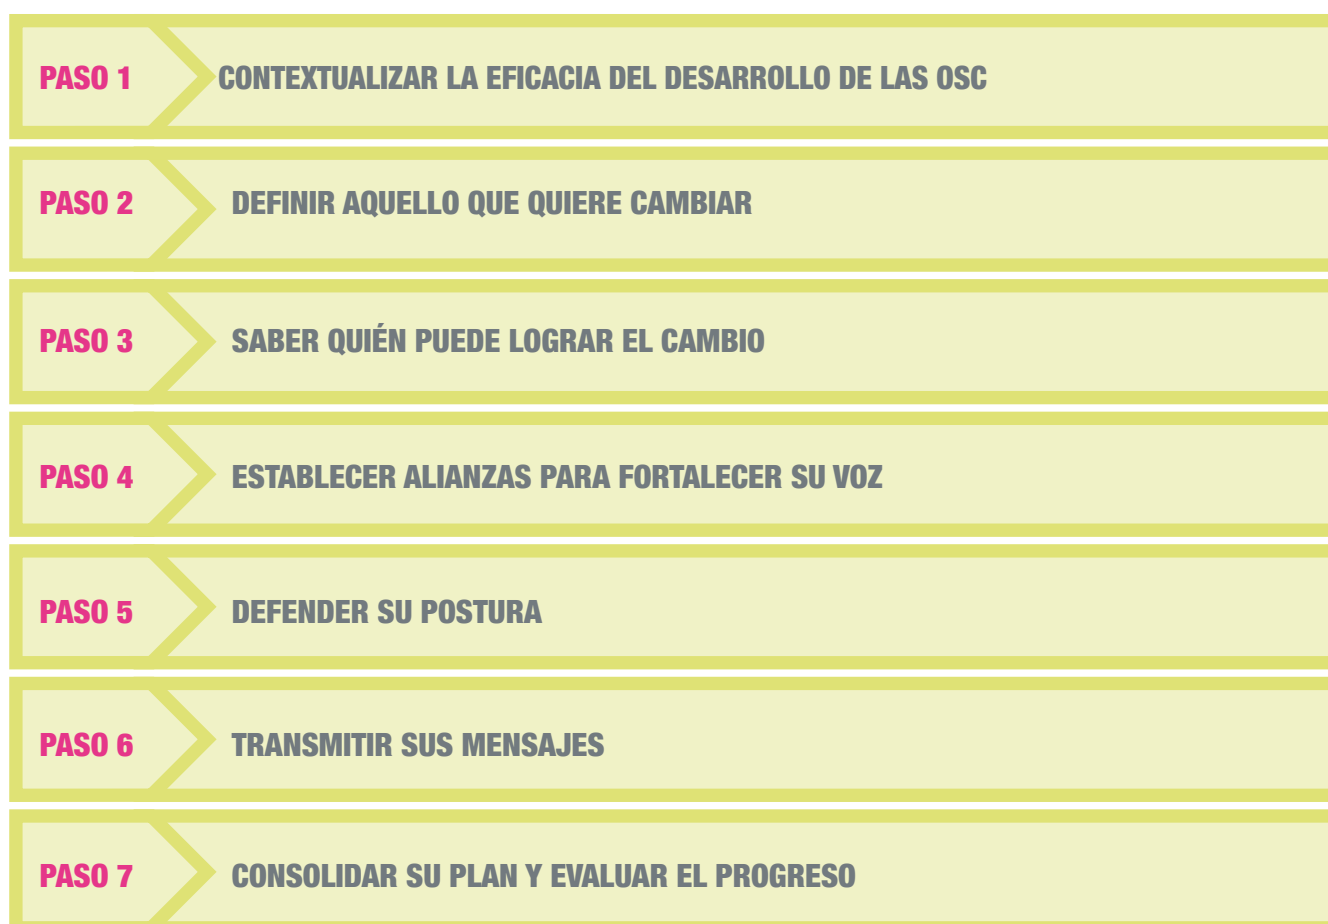 PASO 1 CONTEXTUALIZAR LA EFICACIA DEL DESARROLLO DE LAS OSC
PASO 2 DEFINIR AQUELLO QUE QUIERE CAMBIAR
PASO 3 SABER QUIÉN PUEDE LOGRAR EL CAMBIO
PASO 4 ESTABLECER ALIANZAS PARA FORTALECER SU VOZ
PASO 5 DEFENDER SU POSTURA
PASO 6 TRANSMITIR SUS MENSAJES
PASO 7 CONSOLIDAR SU PLAN Y EVALUAR EL PROGRESO